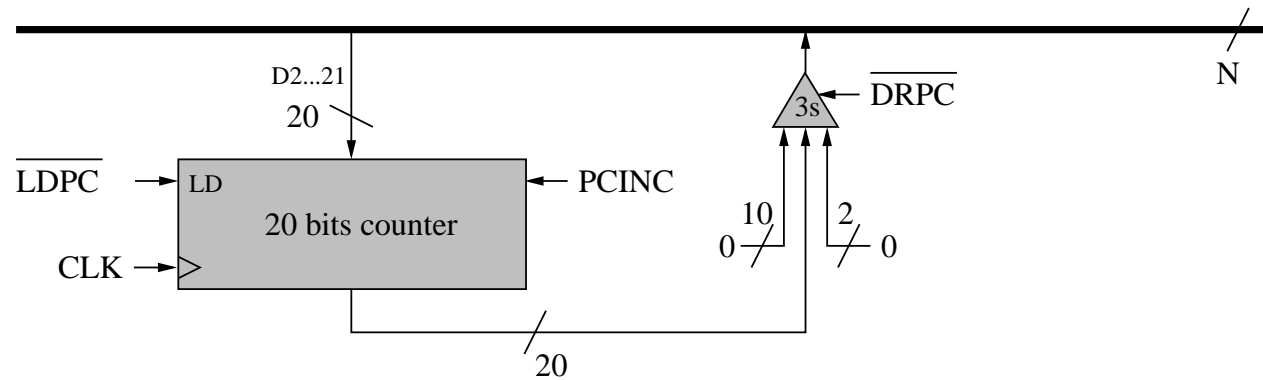 D2...21
20
3s
DRPC
N
LDPC
LD
PCINC
20 bits counter
10
2
0
0
CLK
20